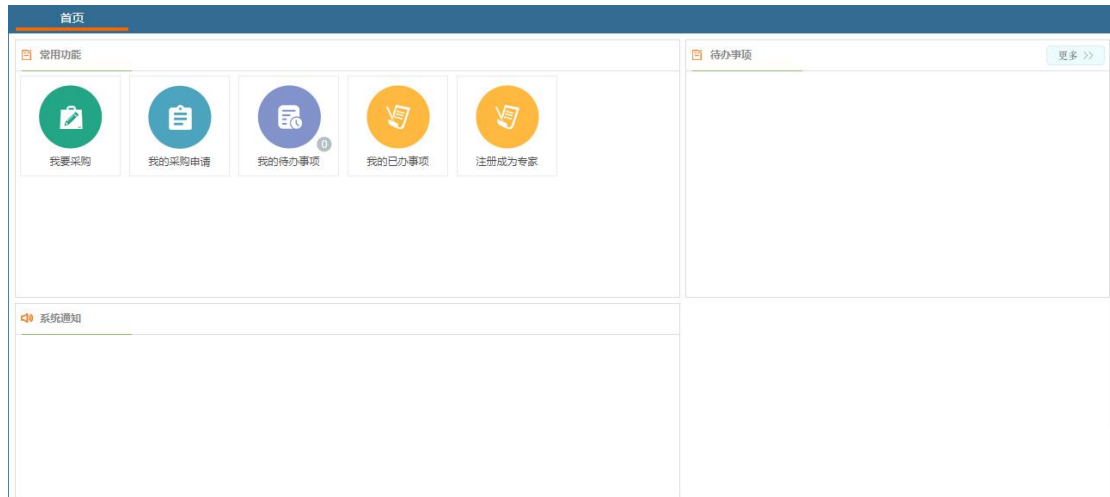 首页
常用功能
待办事项
更多 >>
我要采购
我的采购申请
0
我的待办事项
我的已办事项
注册成为专家
系统通知